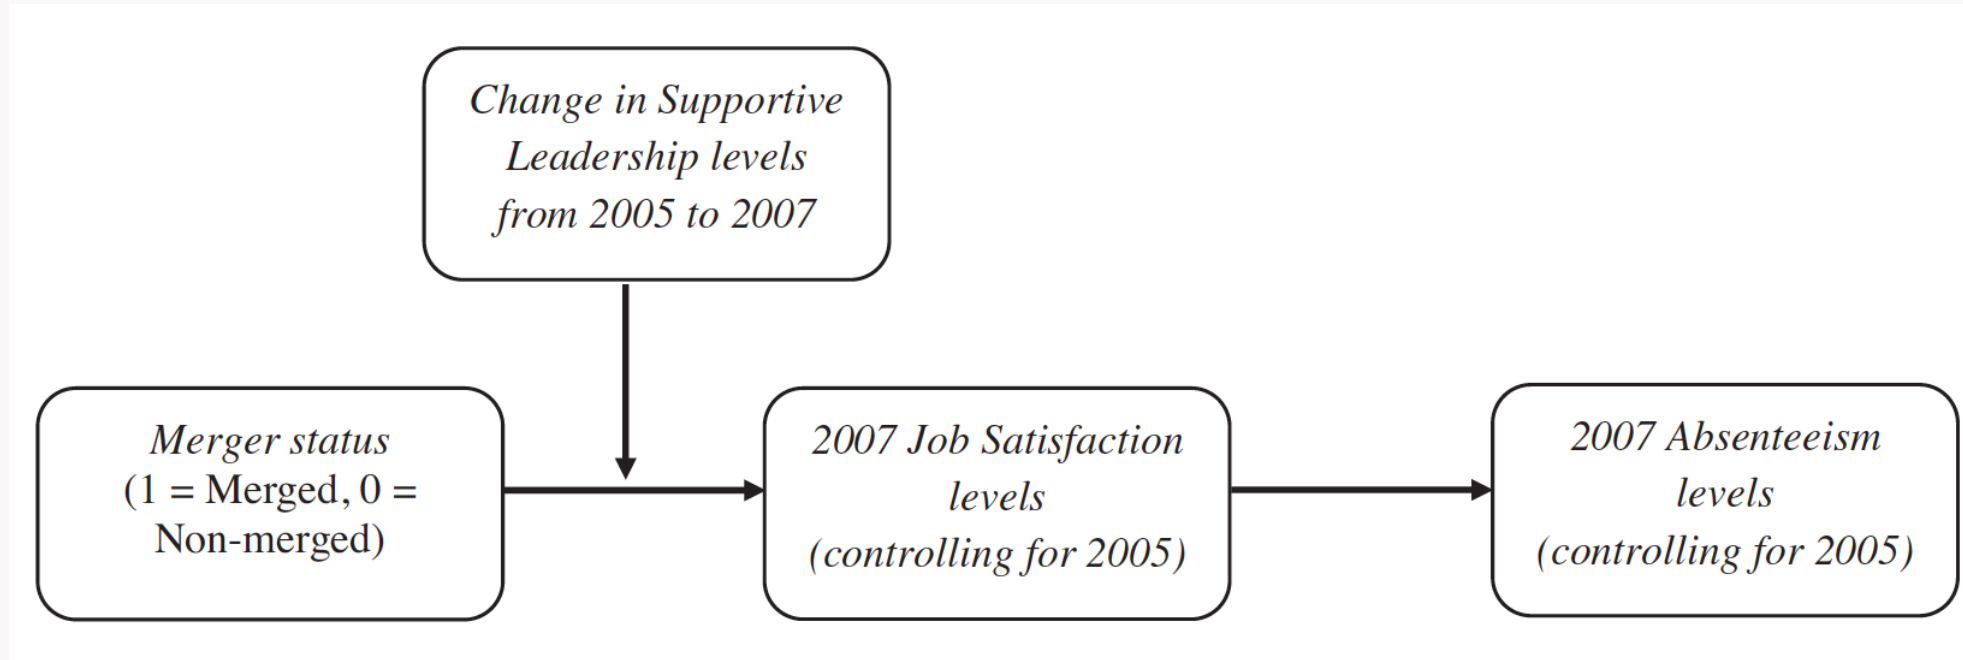 Change in Supportive
Leadership levels
from 2005 to 2007
Merger status
(1 = Merged, 0 =
Non-merged)
2007 Job Satisfaction
levels
(controlling for 2005)
2007 Absenteeism
levels
(controlling for 2005)